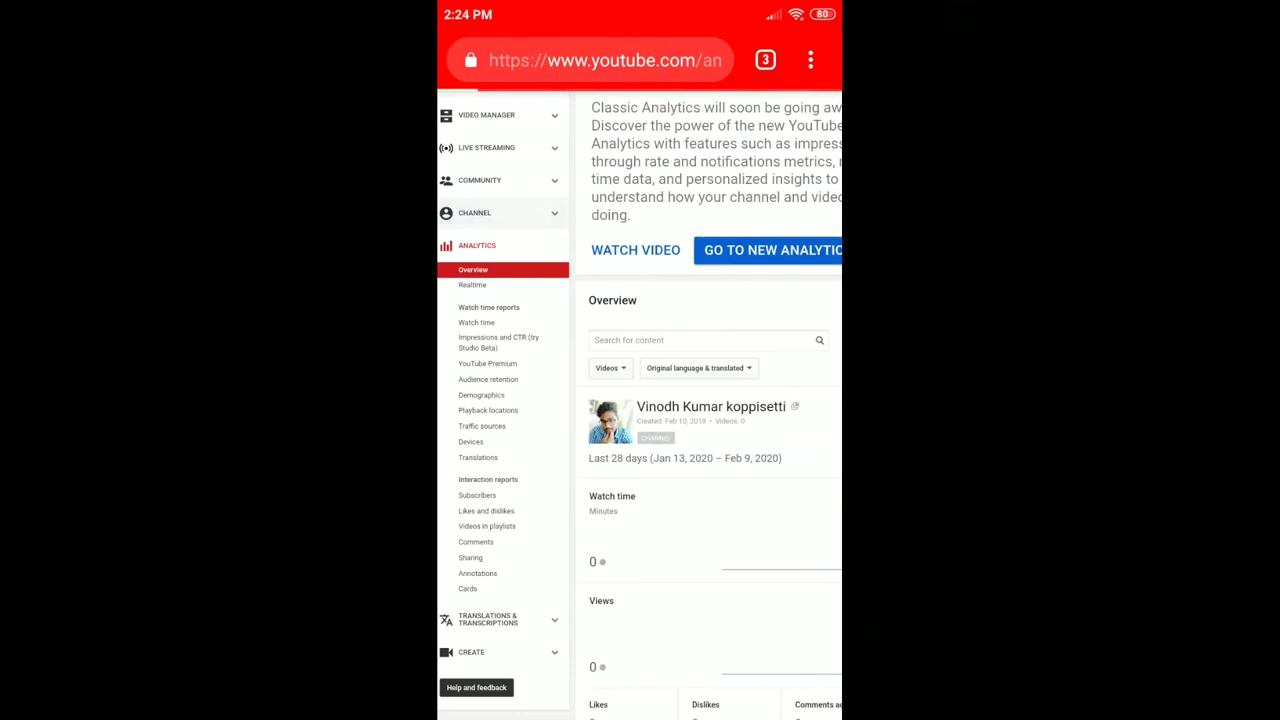 2:24 PM
80
https://www.youtube.com/an
3
VIDEO MANAGER
LIVE STREAMING
COMMUNITY
CHANNEL
ANALYTICS
Overview
Realtime
Watch time reports
Watch time
Impressions and CTR (try
Studio Beta)
YouTube Premium
Audience retention
Demographics
Playback locations
Traffic sources
Devices
Translations
Interaction reports
Subscribers
Likes and dislikes
Videos in playlists
Comments
Sharing
Annotations
Cards
TRANSLATIONS &
TRANSCRIPTIONS
CREATE
Help and feedback
Classic Analytics will soon be going aw
Discover the power of the new YouTube
Analytics with features such as impress
through rate and notifications metrics, r
time data, and personalized insights to
understand how your channel and video
doing.
WATCH VIDEO
GO TO NEW ANALYTIC
Overview
Search for content
Videos
Original language & translated
Vinodh Kumar koppisetti
Created: Feb 10, 2019 • Videos: 0
CHANNEL
Last 28 days (Jan 13, 2020 – Feb 9, 2020)
Watch time
Minutes
0
Views
0
Likes
Dislikes
Comments ad